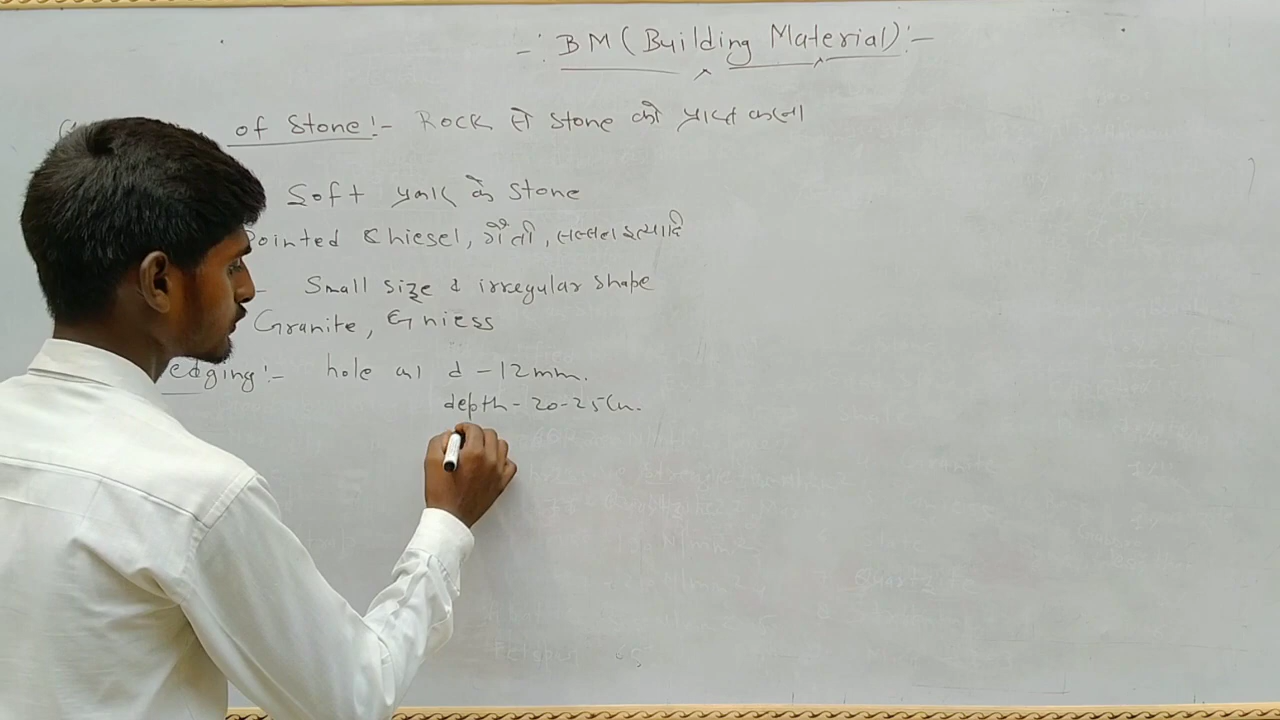 -: BM (Building Material) :-
of Stone :- Rock से Stone को प्राप्त करना
Soft प्रकार के Stone
Pointed Chiesel, गैंती, सब्बल इत्यादि
- Small size & irregular shape
Granite, Gniess
edging :- hole का d - 12mm.
depth - 20-25Cm.